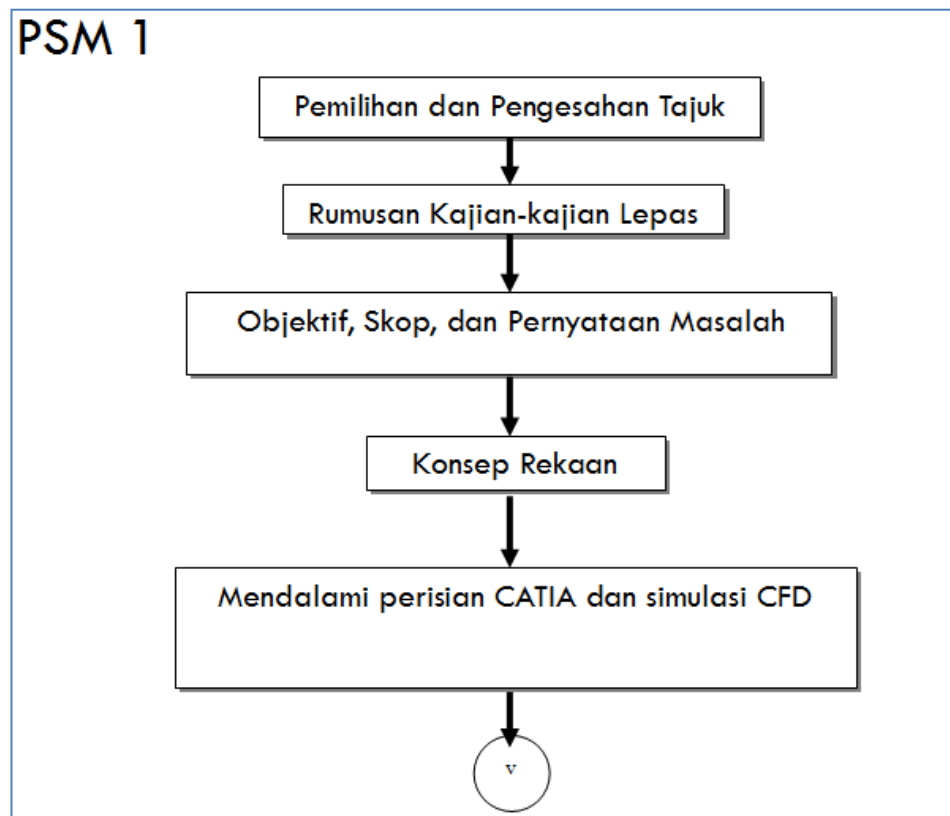 PSM 1
Pemilihan dan Pengesahan Tajuk
Rumusan Kajian-kajian Lepas
Objektif, Skop, dan Pernyataan Masalah
Konsep Rekaan
Mendalami perisian CATIA dan simulasi CFD
v